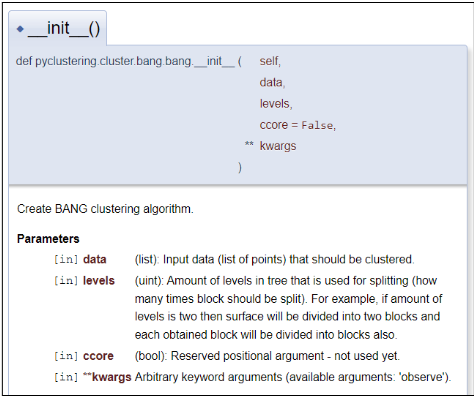 ◆ __init__()
def pyclustering.cluster.bang.bang.__init__ ( self,
data,
levels,
ccore = False,
** kwargs
)
Create BANG clustering algorithm.
Parameters
[in] data (list): Input data (list of points) that should be clustered.
[in] levels (uint): Amount of levels in tree that is used for splitting (how
many times block should be split). For example, if amount of
levels is two then surface will be divided into two blocks and
each obtained block will be divided into blocks also.
[in] ccore (bool): Reserved positional argument - not used yet.
[in] **kwargs Arbitrary keyword arguments (available arguments: 'observe').